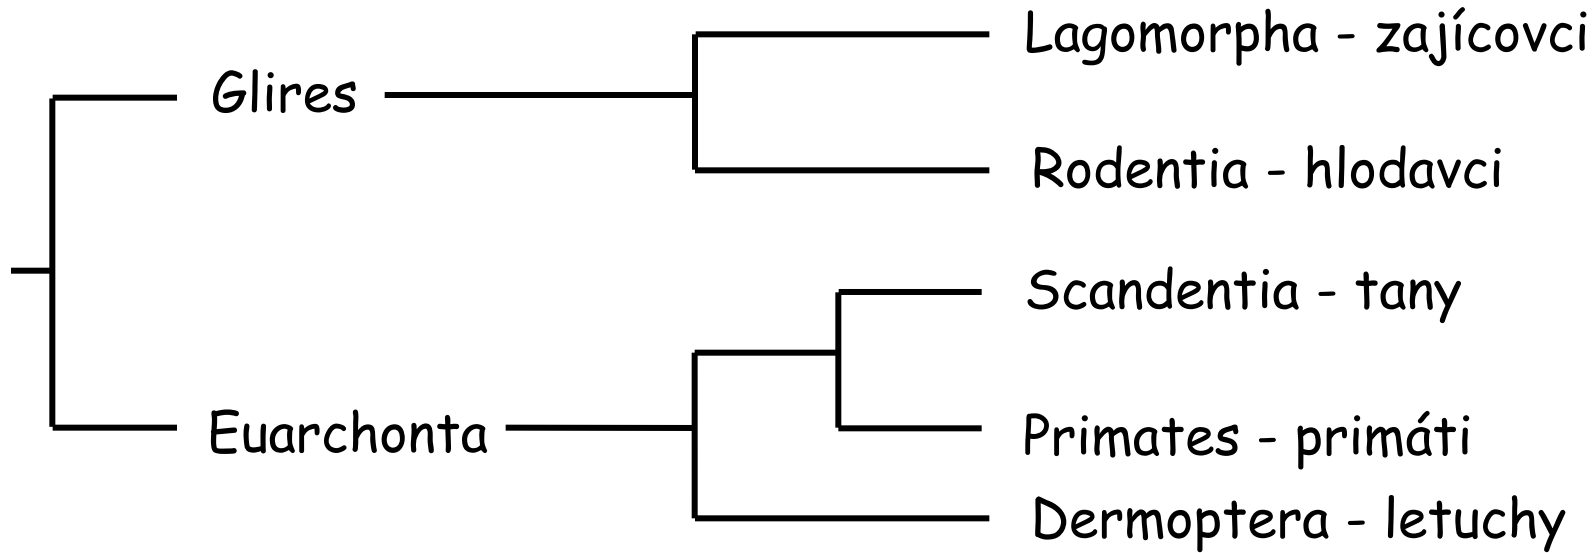 Lagomorpha - zajícovci
Glires
Rodentia - hlodavci
Scandentia - tany
Euarchonta
Primates - primáti
Dermoptera - letuchy